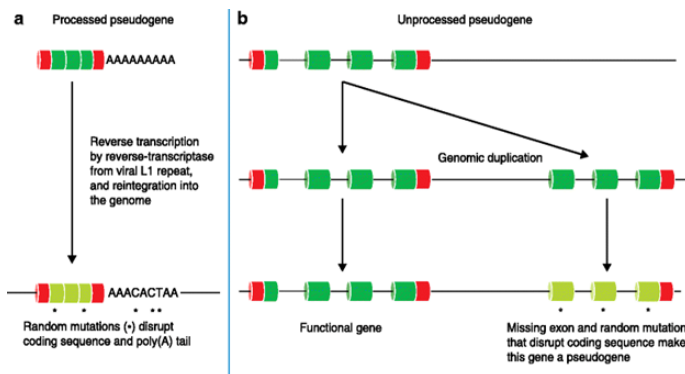 a
Processed pseudogene
AAAAAAAAA
Reverse transcription
by reverse-transcriptase
from viral L1 repeat,
and reintegration into
the genome
AAACACTAA
* * * **
Random mutations (*) disrupt
coding sequence and poly(A) tail
b
Unprocessed pseudogene
Genomic duplication
* * *
Functional gene
Missing exon and random mutation
that disrupt coding sequence make
this gene a pseudogene